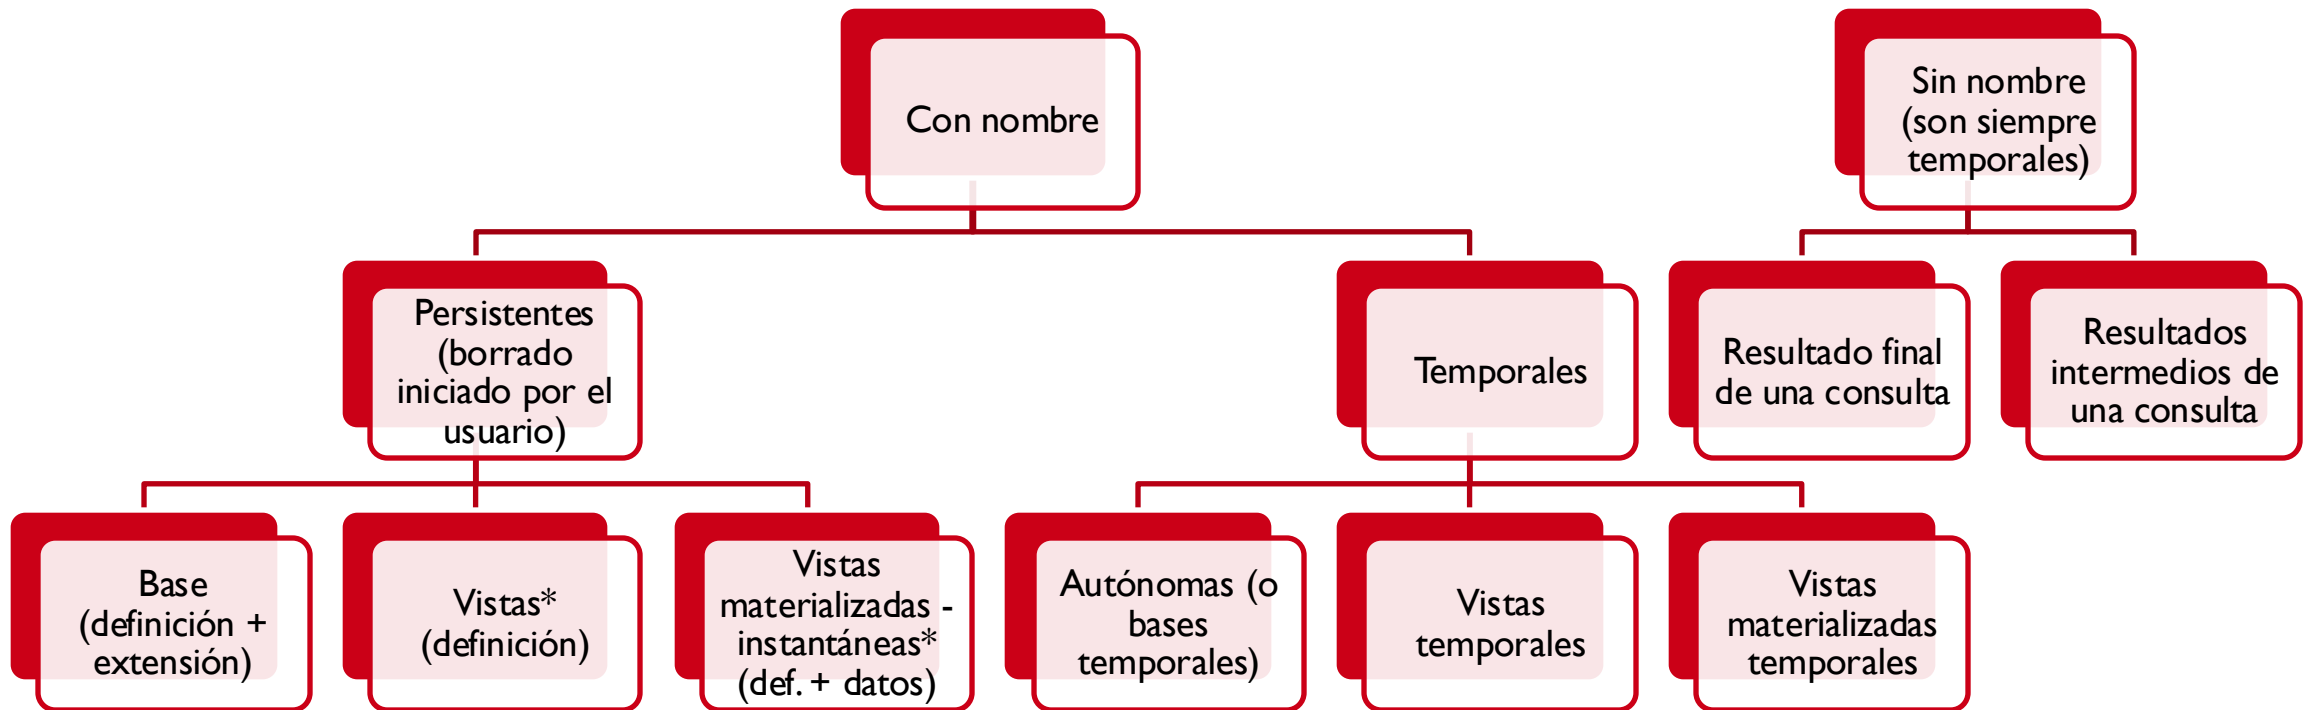 Con nombre
Sin nombre
(son siempre
temporales)
Persistentes
(borrado
iniciado por el
usuario)
Temporales
Resultado final
de una consulta
Resultados
intermedios de
una consulta
Base
(definición +
extensión)
Vistas*
(definición)
Vistas
materializadas -
instantáneas*
(def. + datos)
Autónomas (o
bases
temporales)
Vistas
temporales
Vistas
materializadas
temporales